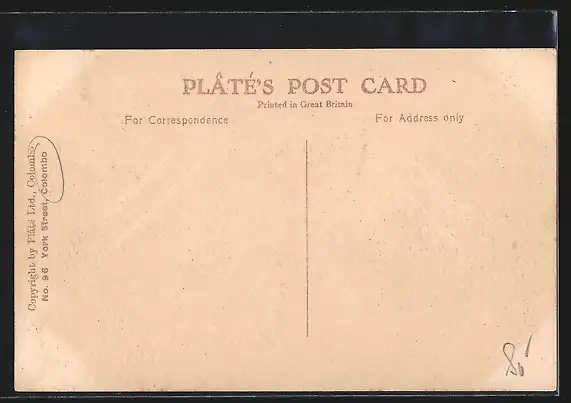 PLÂTÉ'S POST CARD
Printed in Great Britain
For Correspondence
For Address only
Copyright by Plâté Ltd., Colombo.
No. 96 York Street, Colombo